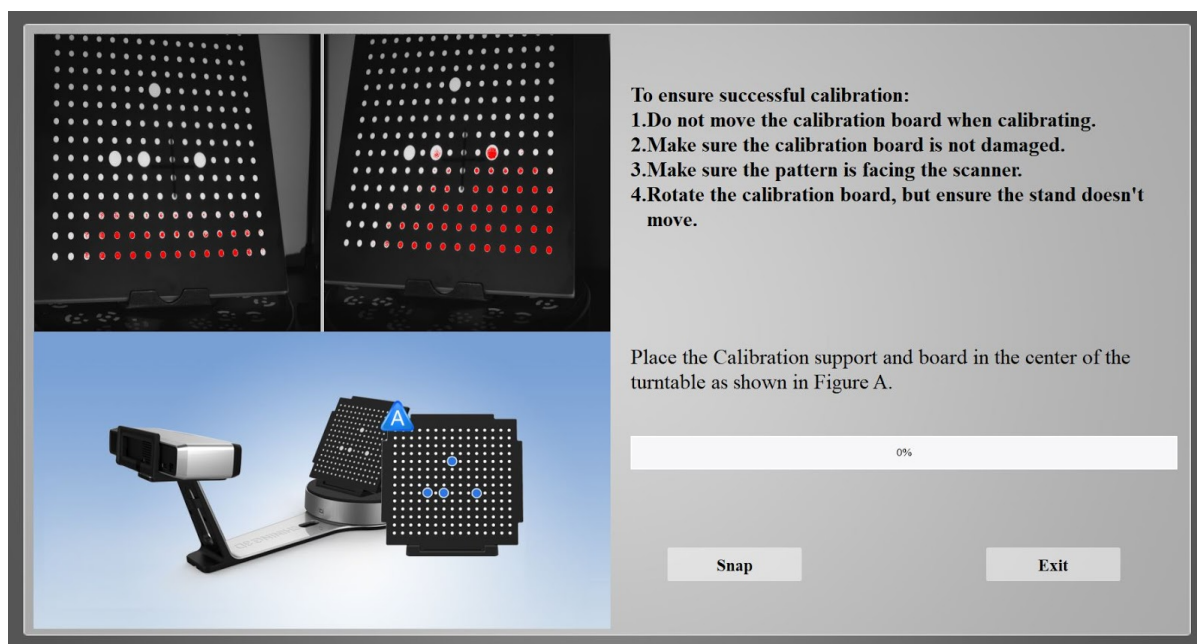 To ensure successful calibration:
1.Do not move the calibration board when calibrating.
2.Make sure the calibration board is not damaged.
3.Make sure the pattern is facing the scanner.
4.Rotate the calibration board, but ensure the stand doesn't
move.
Place the Calibration support and board in the center of the
turntable as shown in Figure A.
A
0%
Snap
Exit